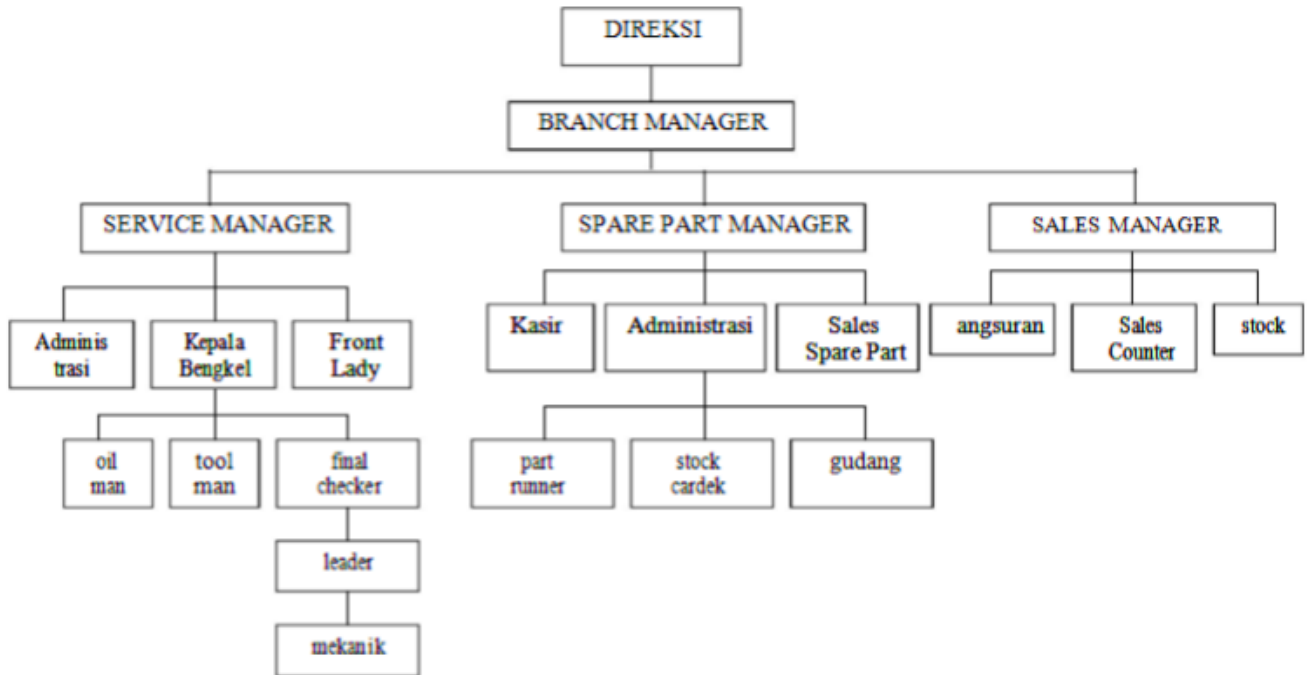 DIREKSI
BRANCH MANAGER
SERVICE MANAGER
SPARE PART MANAGER
SALES MANAGER
Adminis
trasi
Kepala
Bengkel
Front
Lady
Kasir
Administrasi
Sales
Spare Part
angsuran
Sales
Counter
stock
oil
man
tool
man
final
checker
part
runner
stock
cardek
gudang
leader
mekanik